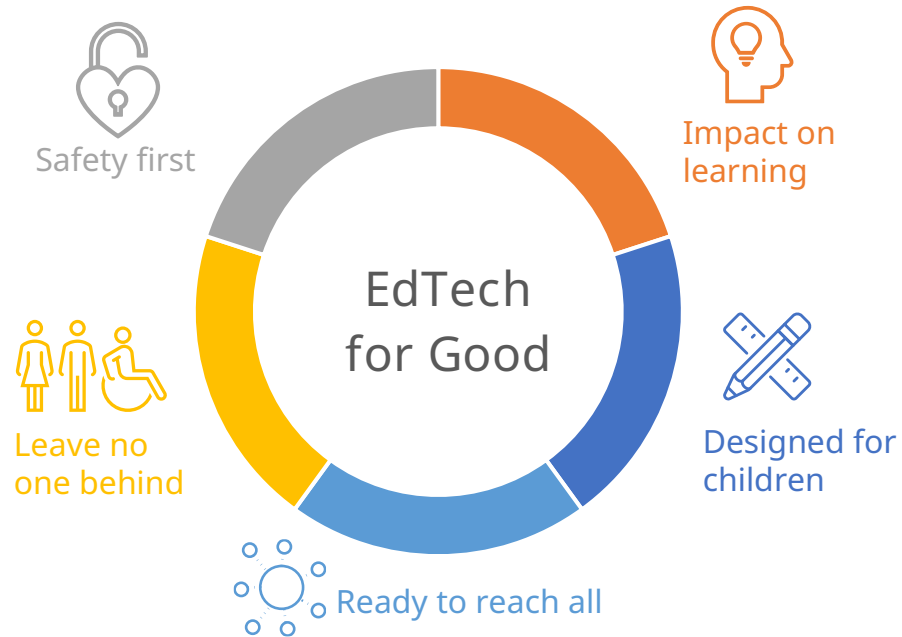 Safety first
Impact on
learning
EdTech
for Good
Leave no
one behind
Designed for
children
Ready to reach all